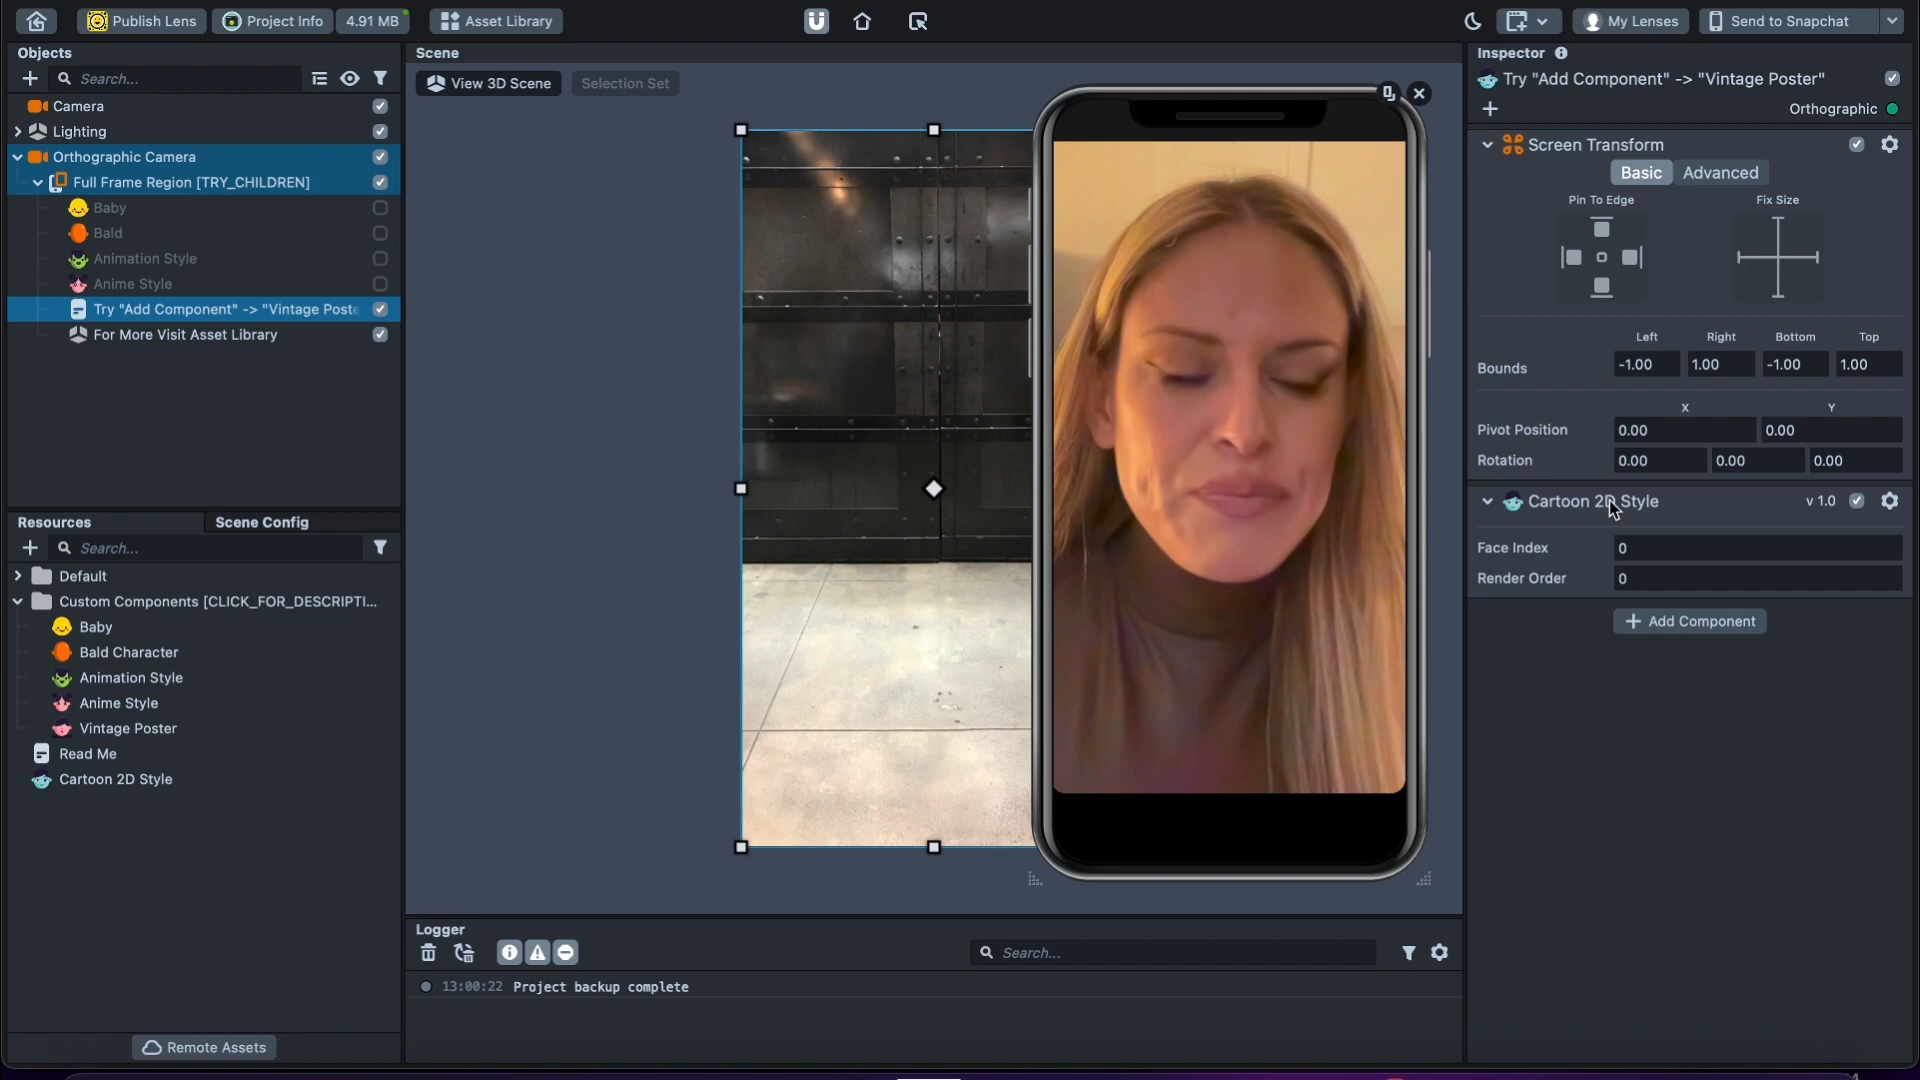 Publish Lens
Project Info
4.91 MB
Asset Library
My Lenses
Send to Snapchat
Objects
Search...
Camera
Lighting
Orthographic Camera
Full Frame Region [TRY_CHILDREN]
Baby
Bald
Animation Style
Anime Style
Try "Add Component" -> "Vintage Poste
For More Visit Asset Library
Resources
Scene Config
Search...
Default
Custom Components [CLICK_FOR_DESCRIPTI...
Baby
Bald Character
Animation Style
Anime Style
Vintage Poster
Read Me
Cartoon 2D Style
Remote Assets
Scene
View 3D Scene
Selection Set
Logger
Search...
13:00:22 Project backup complete
Inspector
Try "Add Component" -> "Vintage Poster"
Orthographic
Screen Transform
Basic
Advanced
Pin To Edge
Fix Size
Left Right Bottom Top
Bounds -1.00 1.00 -1.00 1.00
X Y
Pivot Position 0.00 0.00
Rotation 0.00 0.00 0.00
Cartoon 2D Style v 1.0
Face Index 0
Render Order 0
Add Component